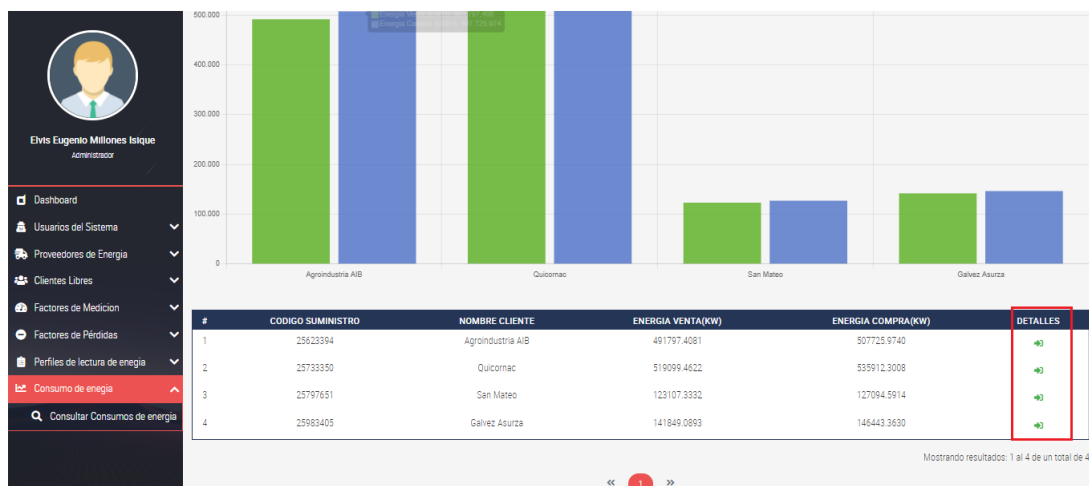 Elvis Eugenio Millones Isique
Administrador
Dashboard
Usuarios del Sistema
Proveedores de Energia
Clientes Libres
Factores de Medicion
Factores de Pérdidas
Perfiles de lectura de enegia
Consumo de enegia
Consultar Consumos de energia
500.000
400.000
300.000
200.000
100.000
0
Agroindustria AIB Quicornac San Mateo Galvez Asurza
# CODIGO SUMINISTRO NOMBRE CLIENTE ENERGIA VENTA(KW) ENERGIA COMPRA(KW) DETALLES
1 25623394 Agroindustria AIB 491797.4081 507725.9740
2 25733350 Quicornac 519099.4622 535912.3008
3 25797651 San Mateo 123107.3332 127094.5914
4 25983405 Galvez Asurza 141849.0893 146443.3630
Mostrando resultados: 1 al 4 de un total de 4
« 1 »